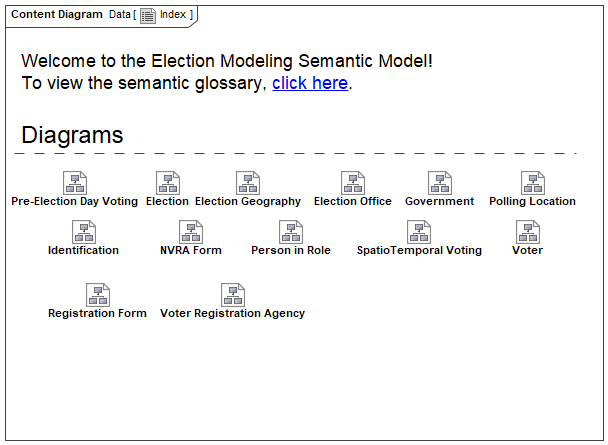 Content Diagram Data [ Index ]
Welcome to the Election Modeling Semantic Model!
To view the semantic glossary, click here.
Diagrams
Pre-Election Day Voting Election Election Geography Election Office Government Polling Location
Identification NVRA Form Person in Role SpatioTemporal Voting Voter
Registration Form Voter Registration Agency